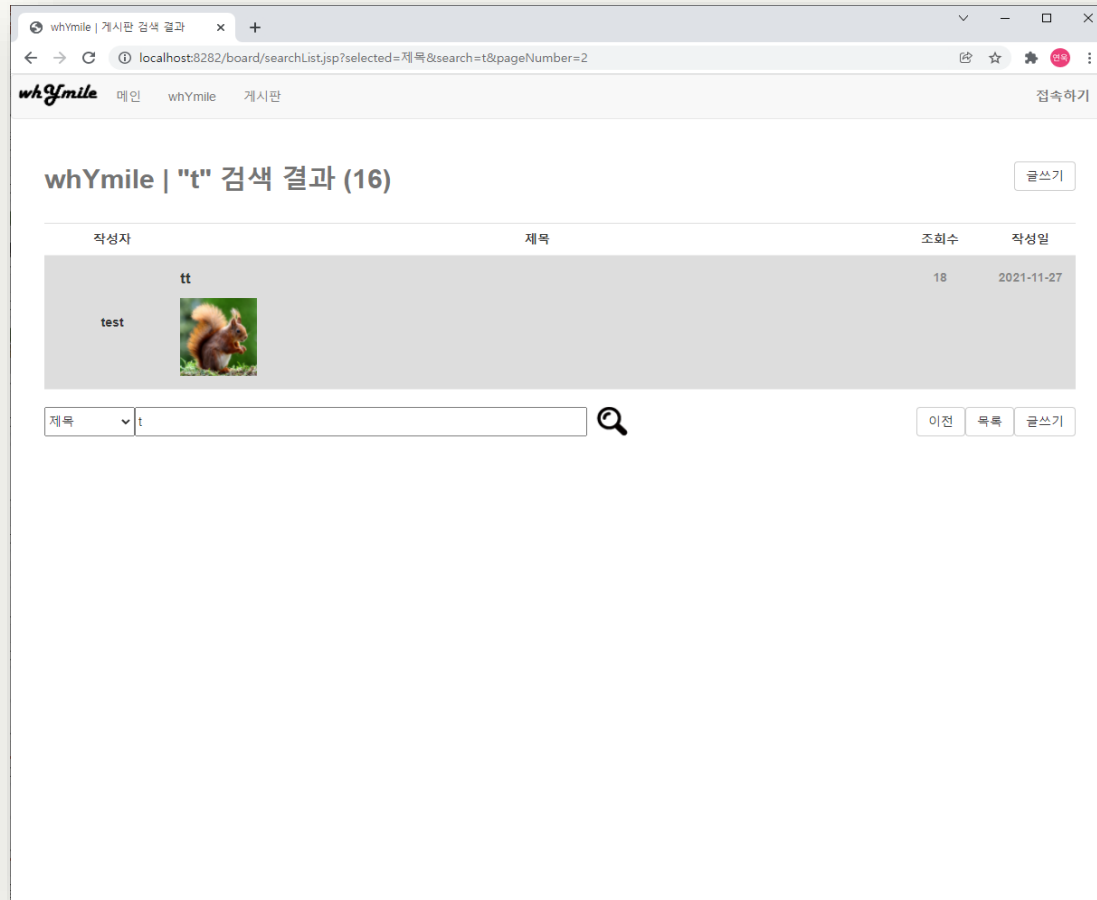 whYmile | 게시판 검색 결과
localhost:8282/board/searchList.jsp?selected=제목&search=t&pageNumber=2
연욱
whYmile 메인 whYmile 게시판 접속하기
whYmile | "t" 검색 결과 (16) 글쓰기
작성자 제목 조회수 작성일
tt 18 2021-11-27
test
제목 t 이전 목록 글쓰기